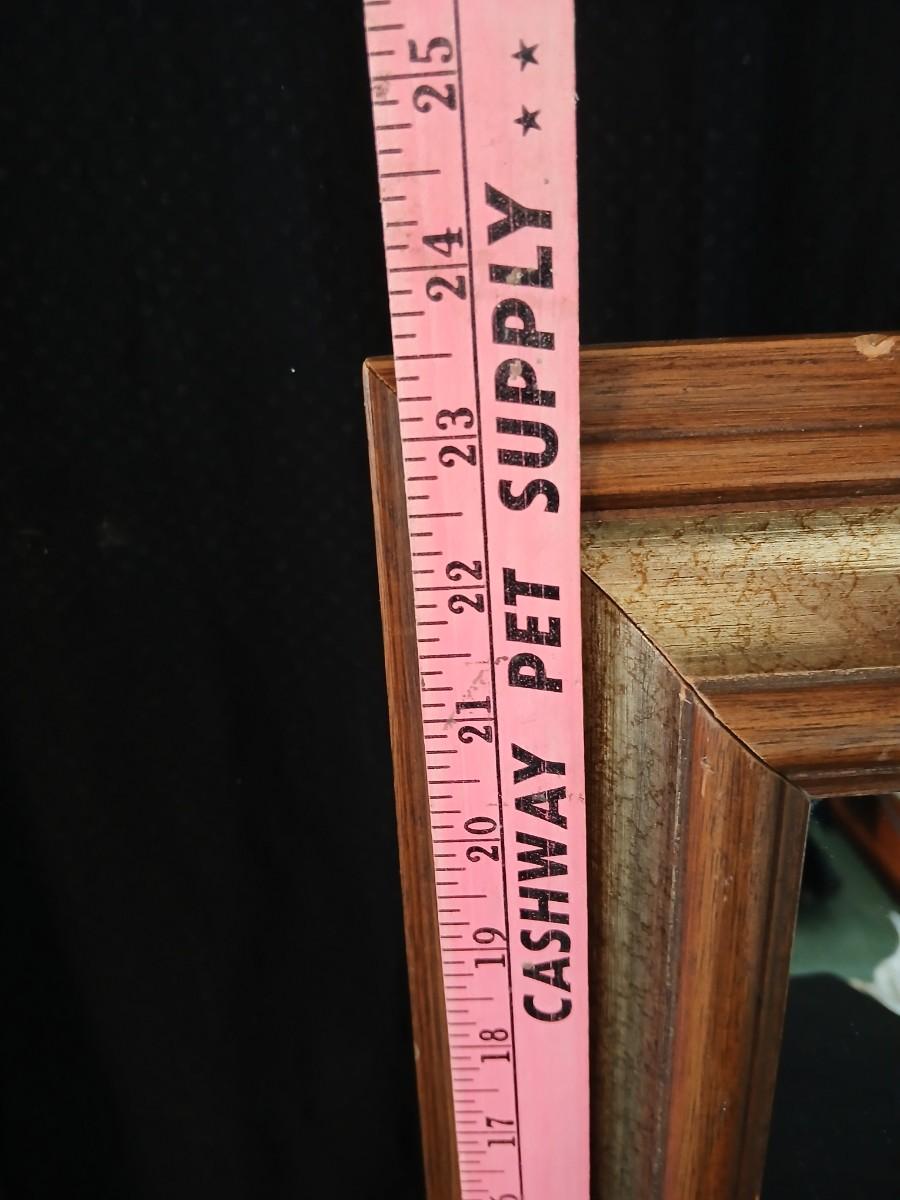 CASHWAY PET SUPPLY ★ ★
17 18 19 20 21 22 23 24 25